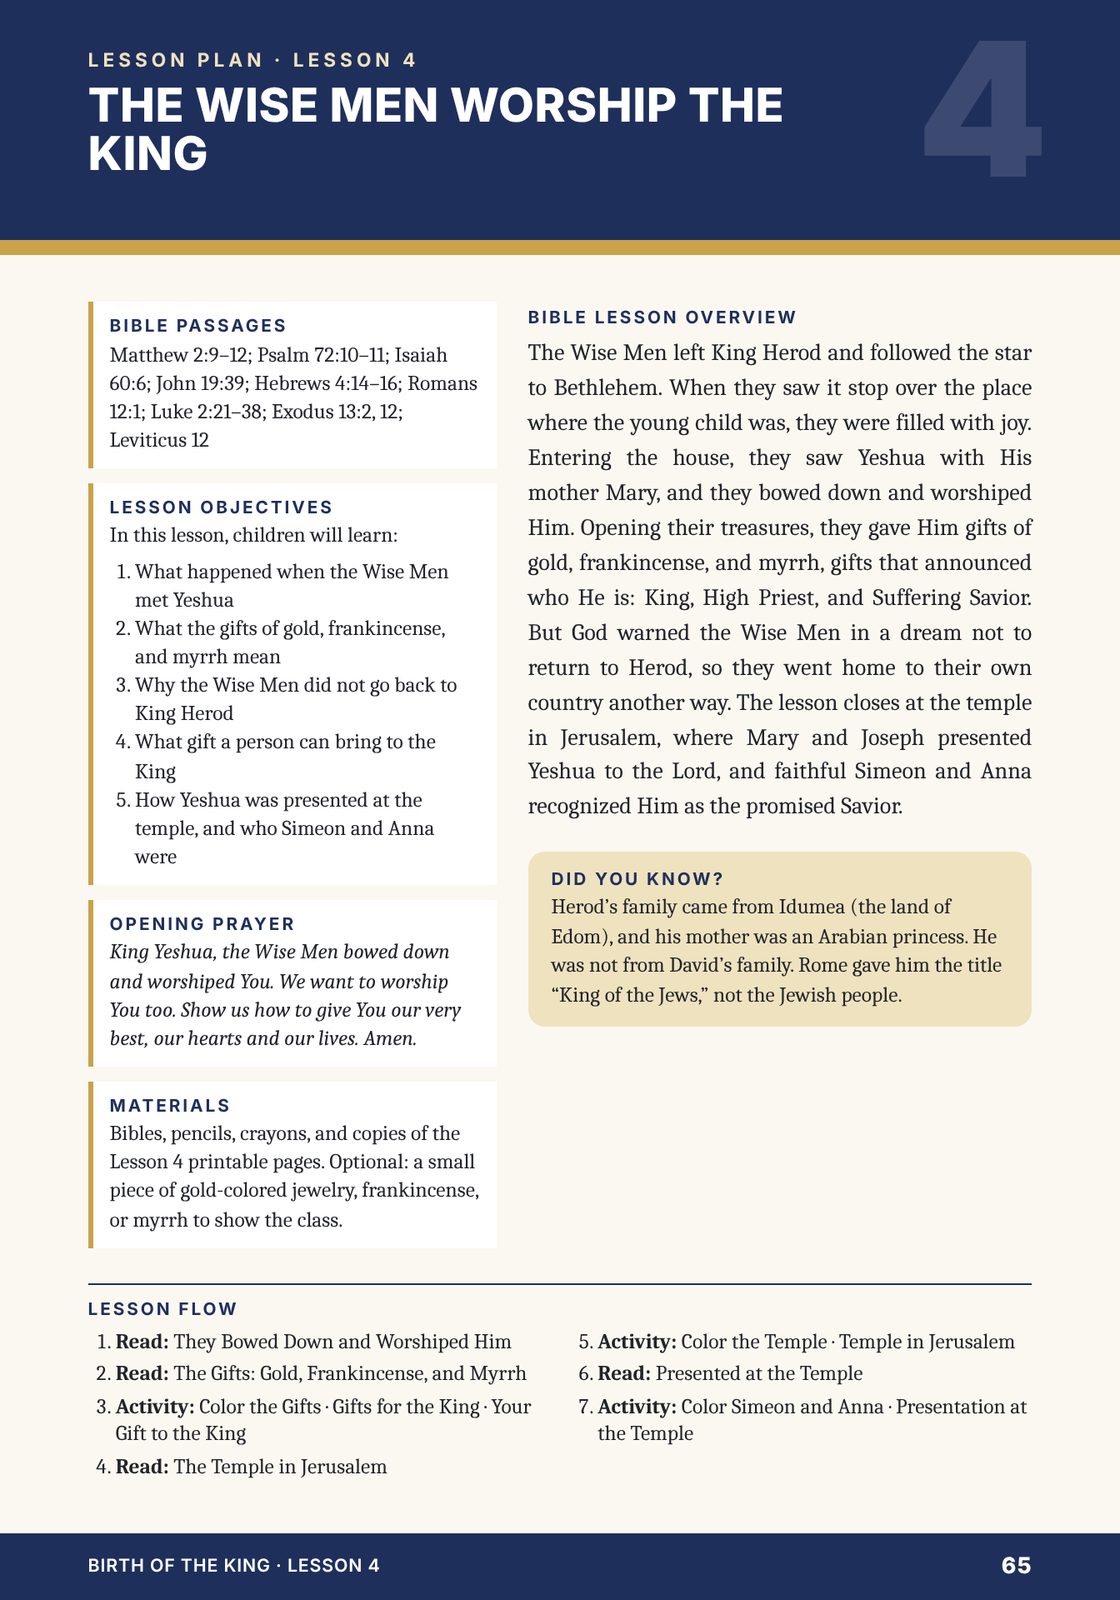 LESSON PLAN · LESSON 4
THE WISE MEN WORSHIP THE
KING
4
BIBLE PASSAGES
Matthew 2:9–12; Psalm 72:10–11; Isaiah
60:6; John 19:39; Hebrews 4:14–16; Romans
12:1; Luke 2:21–38; Exodus 13:2, 12;
Leviticus 12
LESSON OBJECTIVES
In this lesson, children will learn:
1. What happened when the Wise Men
met Yeshua
2. What the gifts of gold, frankincense,
and myrrh mean
3. Why the Wise Men did not go back to
King Herod
4. What gift a person can bring to the
King
5. How Yeshua was presented at the
temple, and who Simeon and Anna
were
OPENING PRAYER
King Yeshua, the Wise Men bowed down
and worshiped You. We want to worship
You too. Show us how to give You our very
best, our hearts and our lives. Amen.
MATERIALS
Bibles, pencils, crayons, and copies of the
Lesson 4 printable pages. Optional: a small
piece of gold-colored jewelry, frankincense,
or myrrh to show the class.
BIBLE LESSON OVERVIEW
The Wise Men left King Herod and followed the star
to Bethlehem. When they saw it stop over the place
where the young child was, they were filled with joy.
Entering the house, they saw Yeshua with His
mother Mary, and they bowed down and worshiped
Him. Opening their treasures, they gave Him gifts of
gold, frankincense, and myrrh, gifts that announced
who He is: King, High Priest, and Suffering Savior.
But God warned the Wise Men in a dream not to
return to Herod, so they went home to their own
country another way. The lesson closes at the temple
in Jerusalem, where Mary and Joseph presented
Yeshua to the Lord, and faithful Simeon and Anna
recognized Him as the promised Savior.
DID YOU KNOW?
Herod’s family came from Idumea (the land of
Edom), and his mother was an Arabian princess. He
was not from David’s family. Rome gave him the title
“King of the Jews,” not the Jewish people.
LESSON FLOW
1. Read: They Bowed Down and Worshiped Him
2. Read: The Gifts: Gold, Frankincense, and Myrrh
3. Activity: Color the Gifts · Gifts for the King · Your
Gift to the King
4. Read: The Temple in Jerusalem
5. Activity: Color the Temple · Temple in Jerusalem
6. Read: Presented at the Temple
7. Activity: Color Simeon and Anna · Presentation at
the Temple
BIRTH OF THE KING · LESSON 4
65